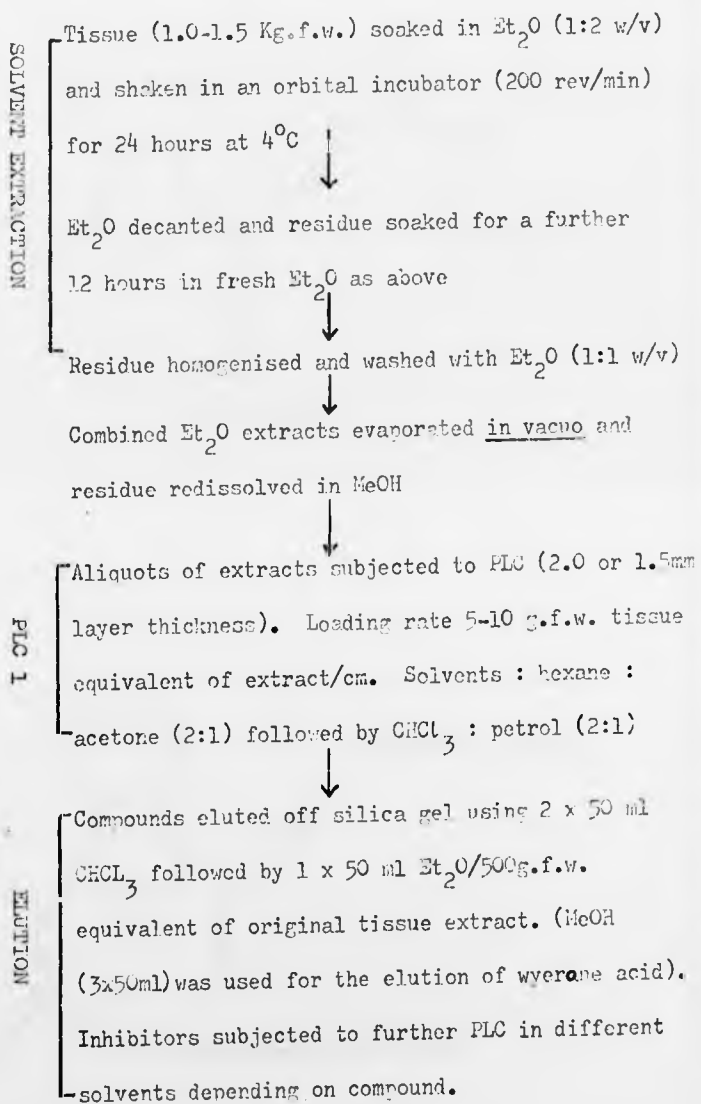 SOLVENT EXTRACTION
Tissue (1.0-1.5 Kg.f.w.) soaked in Et2O (1:2 w/v)
and shaken in an orbital incubator (200 rev/min)
for 24 hours at 4°C
Et2O decanted and residue soaked for a further
12 hours in fresh Et2O as above
Residue homogenised and washed with Et2O (1:1 w/v)
Combined Et2O extracts evaporated in vacuo and
residue redissolved in MeOH
PLC 1
Aliquots of extracts subjected to PLC (2.0 or 1.5mm
layer thickness). Loading rate 5-10 g.f.w. tissue
equivalent of extract/cm. Solvents : hexane :
acetone (2:1) followed by CHCl3 : petrol (2:1)
ELUTION
Compounds eluted off silica gel using 2 x 50 ml
CHCL3 followed by 1 x 50 ml Et2O/500g.f.w.
equivalent of original tissue extract. (MeOH
(3x50ml) was used for the elution of wyerone acid).
Inhibitors subjected to further PLC in different
solvents depending on compound.